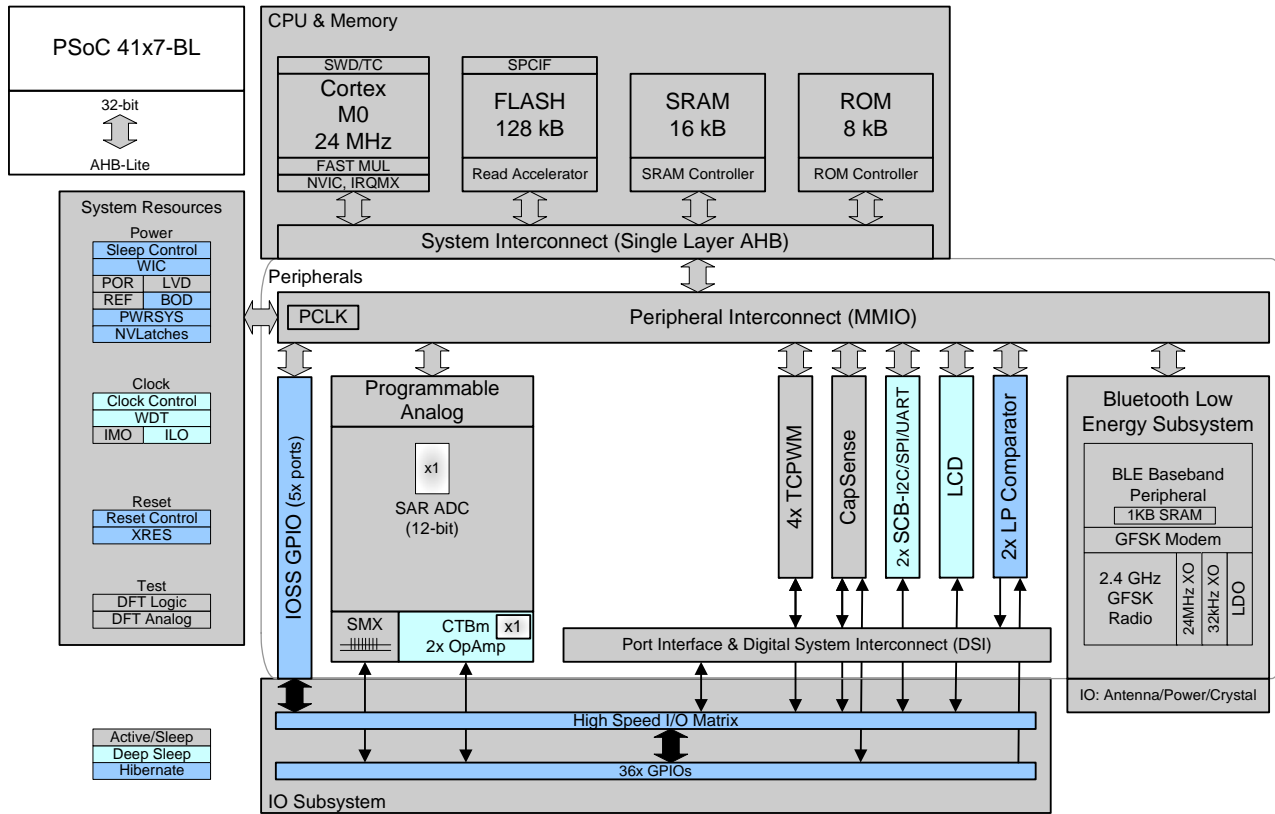 PSoC 41x7-BL
32-bit
AHB-Lite
CPU & Memory
SWD/TC
Cortex
M0
24 MHz
FAST MUL
NVIC, IRQMX
SPCIF
FLASH
128 kB
Read Accelerator
SRAM
16 kB
SRAM Controller
ROM
8 kB
ROM Controller
System Interconnect (Single Layer AHB)
System Resources
Power
Sleep Control
WIC
POR LVD
REF BOD
PWRSYS
NVLatches
Clock
Clock Control
WDT
IMO ILO
Reset
Reset Control
XRES
Test
DFT Logic
DFT Analog
Peripherals
PCLK
Peripheral Interconnect (MMIO)
IOSS GPIO (5x ports)
Programmable
Analog
x1
SAR ADC
(12-bit)
SMX
CTBm x1
2x OpAmp
4x TCPWM
CapSense
2x SCB-I2C/SPI/UART
LCD
2x LP Comparator
Port Interface & Digital System Interconnect (DSI)
Bluetooth Low
Energy Subsystem
BLE Baseband
Peripheral
1KB SRAM
GFSK Modem
2.4 GHz
GFSK
Radio
24MHz XO
32kHz XO
LDO
IO: Antenna/Power/Crystal
High Speed I/O Matrix
36x GPIOs
IO Subsystem
Active/Sleep
Deep Sleep
Hibernate